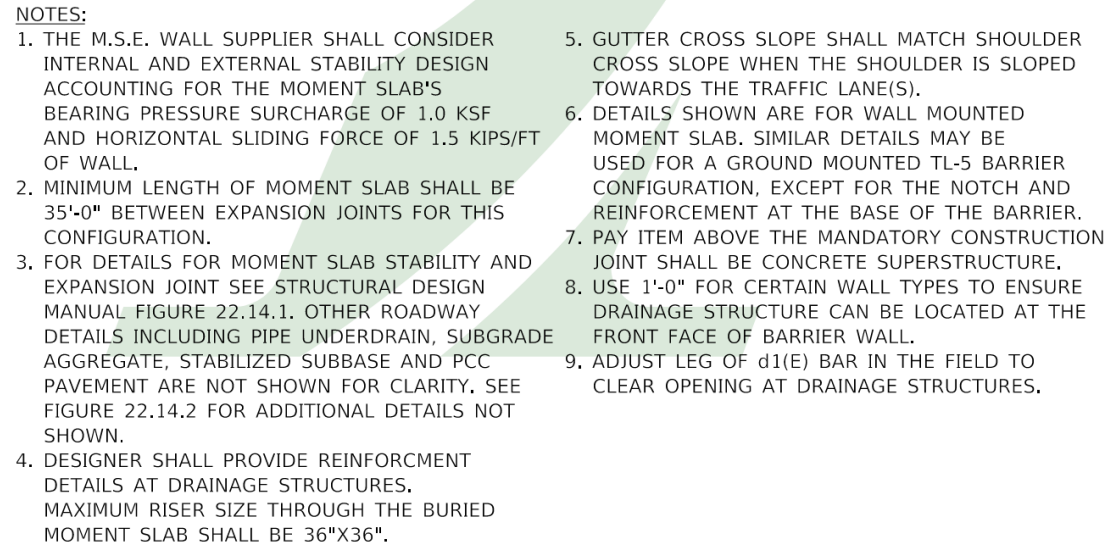 NOTES:
1. THE M.S.E. WALL SUPPLIER SHALL CONSIDER
INTERNAL AND EXTERNAL STABILITY DESIGN
ACCOUNTING FOR THE MOMENT SLAB'S
BEARING PRESSURE SURCHARGE OF 1.0 KSF
AND HORIZONTAL SLIDING FORCE OF 1.5 KIPS/FT
OF WALL.
2. MINIMUM LENGTH OF MOMENT SLAB SHALL BE
35'-0" BETWEEN EXPANSION JOINTS FOR THIS
CONFIGURATION.
3. FOR DETAILS FOR MOMENT SLAB STABILITY AND
EXPANSION JOINT SEE STRUCTURAL DESIGN
MANUAL FIGURE 22.14.1. OTHER ROADWAY
DETAILS INCLUDING PIPE UNDERDRAIN, SUBGRADE
AGGREGATE, STABILIZED SUBBASE AND PCC
PAVEMENT ARE NOT SHOWN FOR CLARITY. SEE
FIGURE 22.14.2 FOR ADDITIONAL DETAILS NOT
SHOWN.
4. DESIGNER SHALL PROVIDE REINFORCMENT
DETAILS AT DRAINAGE STRUCTURES.
MAXIMUM RISER SIZE THROUGH THE BURIED
MOMENT SLAB SHALL BE 36"X36".
5. GUTTER CROSS SLOPE SHALL MATCH SHOULDER
CROSS SLOPE WHEN THE SHOULDER IS SLOPED
TOWARDS THE TRAFFIC LANE(S).
6. DETAILS SHOWN ARE FOR WALL MOUNTED
MOMENT SLAB. SIMILAR DETAILS MAY BE
USED FOR A GROUND MOUNTED TL-5 BARRIER
CONFIGURATION, EXCEPT FOR THE NOTCH AND
REINFORCEMENT AT THE BASE OF THE BARRIER.
7. PAY ITEM ABOVE THE MANDATORY CONSTRUCTION
JOINT SHALL BE CONCRETE SUPERSTRUCTURE.
8. USE 1'-0" FOR CERTAIN WALL TYPES TO ENSURE
DRAINAGE STRUCTURE CAN BE LOCATED AT THE
FRONT FACE OF BARRIER WALL.
9. ADJUST LEG OF d1(E) BAR IN THE FIELD TO
CLEAR OPENING AT DRAINAGE STRUCTURES.